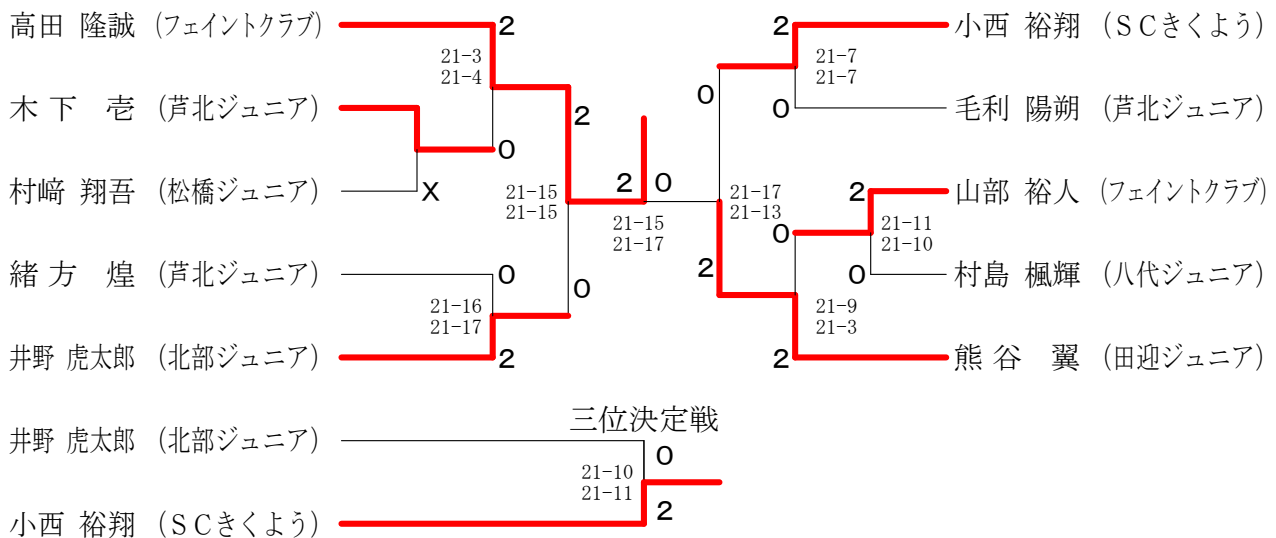 高田 隆誠 (フェイントクラブ) 2 2 小西 裕翔 (ＳＣきくよう)
21-3 21-7
21-4 21-7
木下 壱 (芦北ジュニア) 2 0 0 毛利 陽朔 (芦北ジュニア)
0
村﨑 翔吾 (松橋ジュニア) X 21-15 2 0 21-17 2 山部 裕人 (フェイントクラブ)
21-15 21-15 21-13 0 21-11
21-17 21-10
緒方 煌 (芦北ジュニア) 0 0 2 0 村島 楓輝 (八代ジュニア)
21-16 21-9
21-17 21-3
井野 虎太郎 (北部ジュニア) 2 2 熊谷 翼 (田迎ジュニア)
三位決定戦
井野 虎太郎 (北部ジュニア) 0
21-10
21-11
小西 裕翔 (ＳＣきくよう) 2